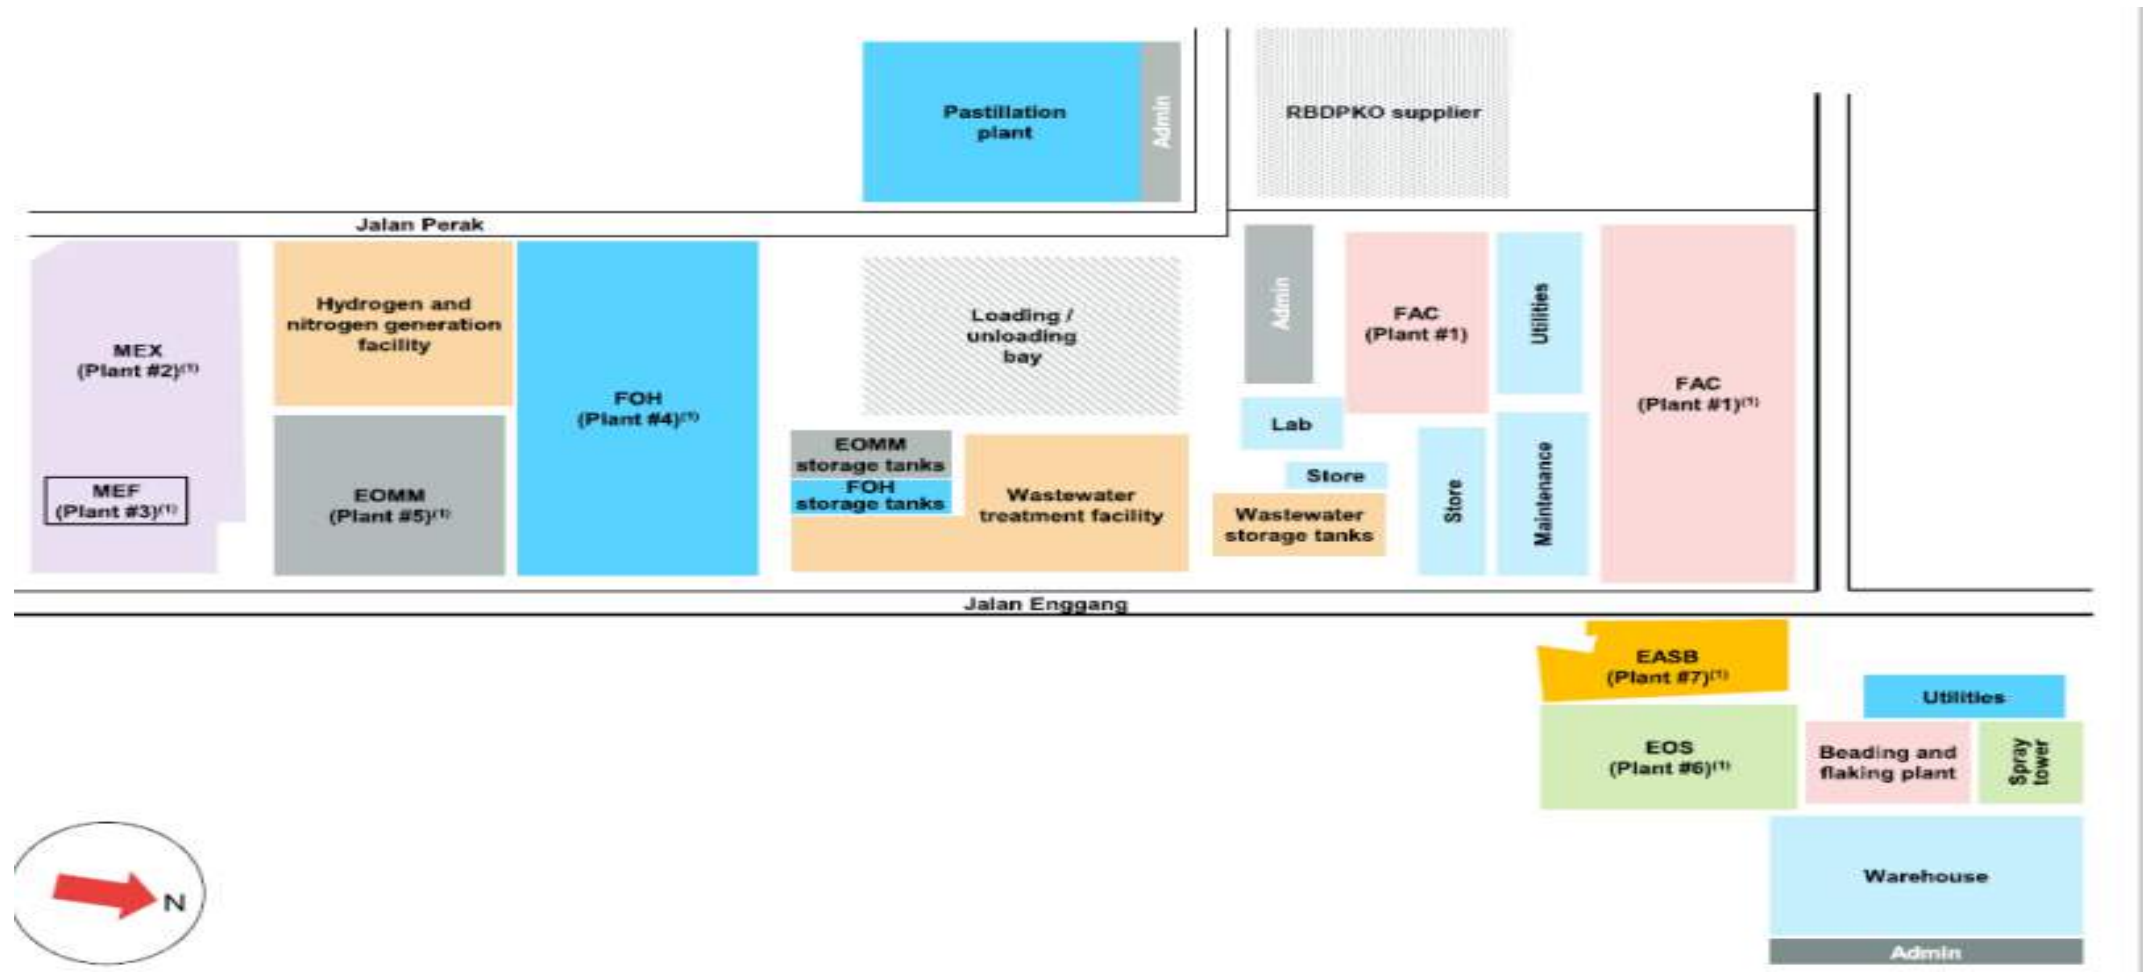 Pastillation
plant
Admin
RBDPKO supplier
Jalan Perak
MEX
(Plant #2)⁽¹⁾
MEF
(Plant #3)⁽¹⁾
Hydrogen and
nitrogen generation
facility
EOMM
(Plant #5)⁽¹⁾
FOH
(Plant #4)⁽¹⁾
Loading /
unloading
bay
EOMM
storage tanks
FOH
storage tanks
Wastewater
treatment facility
Admin
Lab
Store
Wastewater
storage tanks
FAC
(Plant #1)
Store
Utilities
Maintenance
FAC
(Plant #1)⁽¹⁾
Jalan Enggang
EASB
(Plant #7)⁽¹⁾
EOS
(Plant #6)⁽¹⁾
Utilities
Beading and
flaking plant
Spray
tower
Warehouse
Admin
N